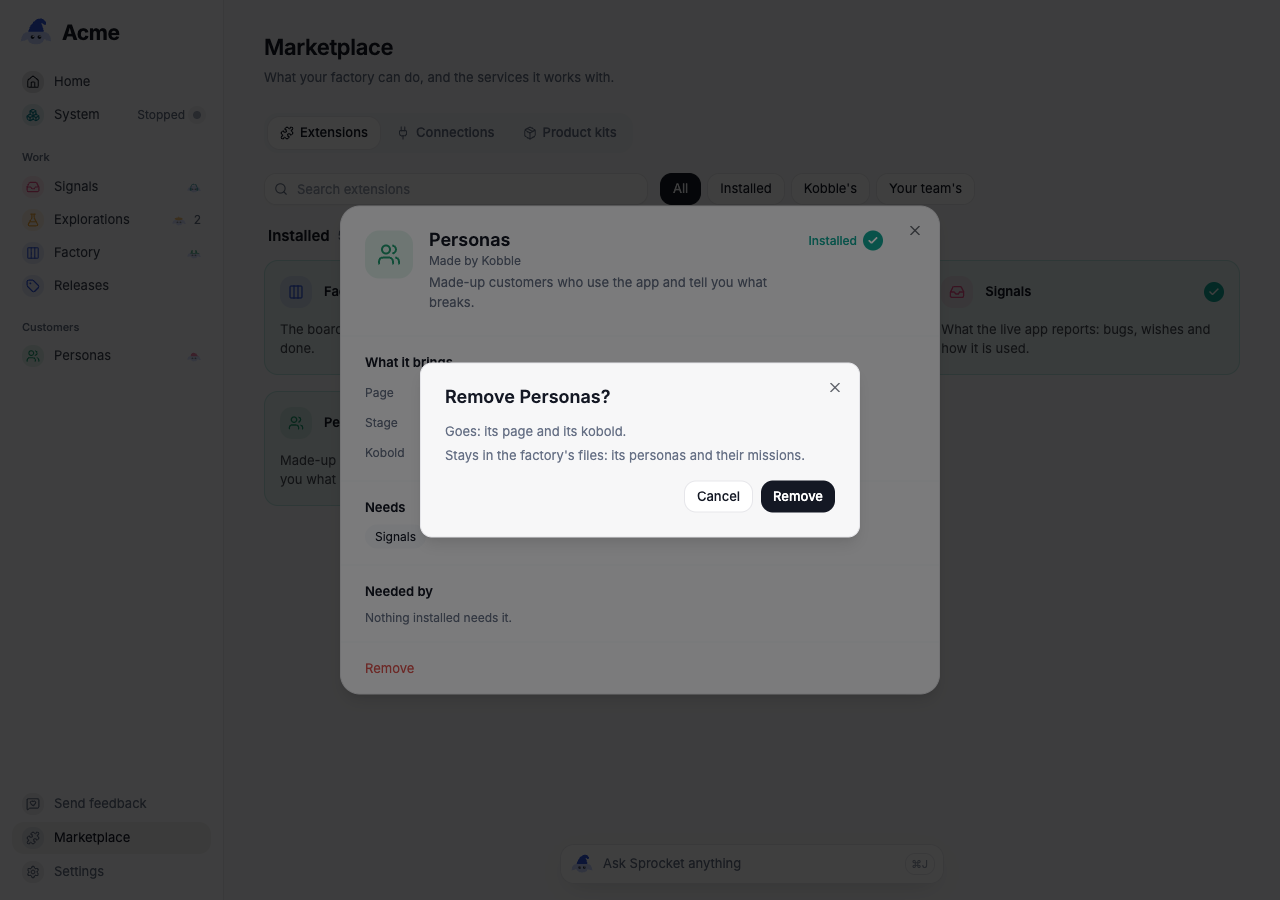 Acme
Home
System Stopped
Work
Signals
Explorations 2
Factory
Releases
Customers
Personas
Send feedback
Marketplace
Settings
Marketplace
What your factory can do, and the services it works with.
Extensions Connections Product kits
Search extensions All Installed Kobble's Your team's
Installed
Signals
The board
done.
What the live app reports: bugs, wishes and
how it is used.
Made-up
you what
Personas Installed
Made by Kobble
Made-up customers who use the app and tell you what
breaks.
What it brings
Page
Stage
Kobold
Needs
Signals
Needed by
Nothing installed needs it.
Remove
Remove Personas?
Goes: its page and its kobold.
Stays in the factory's files: its personas and their missions.
Cancel Remove
Ask Sprocket anything ⌘J